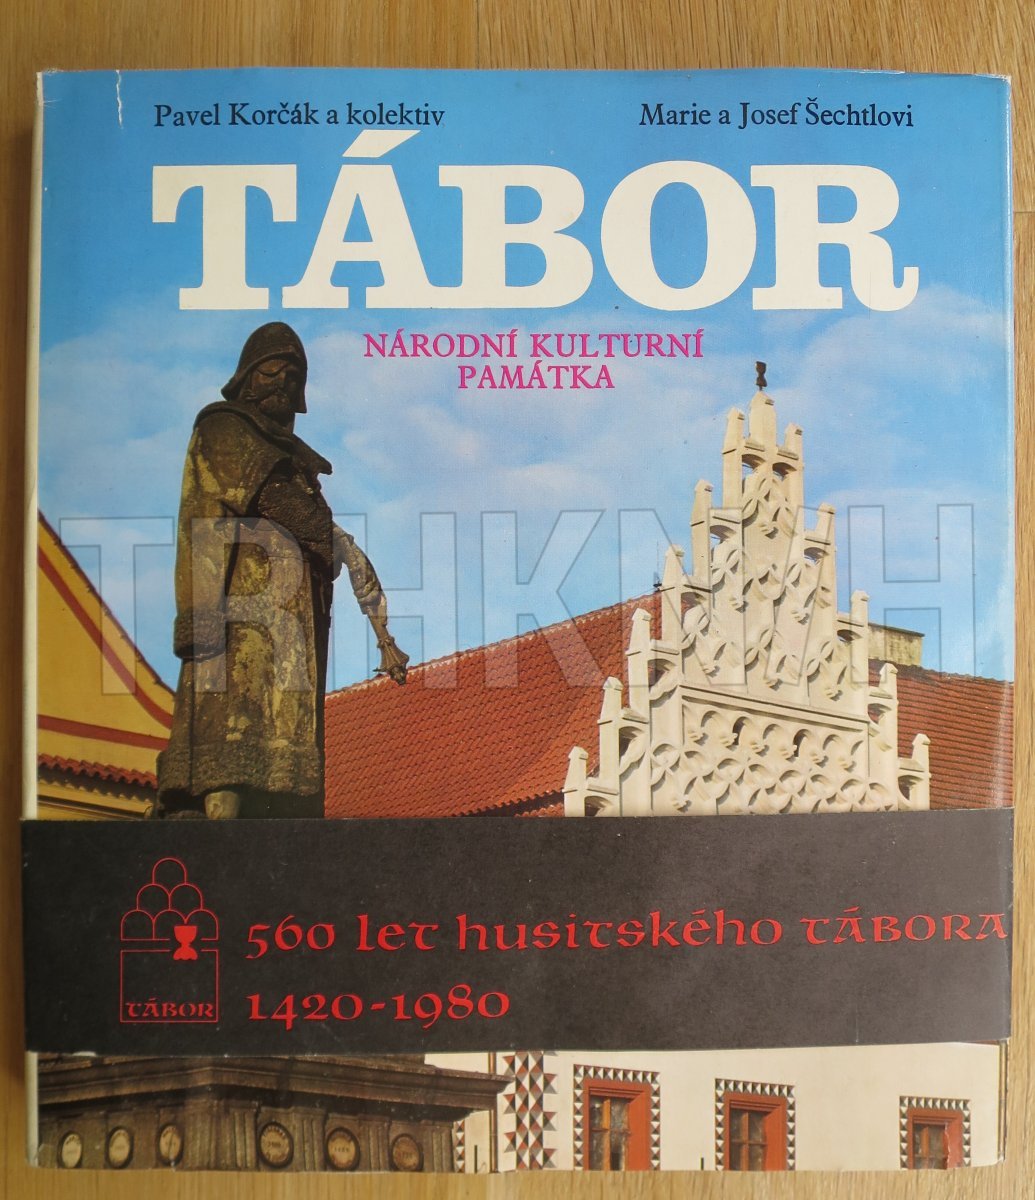 Pavel Korčák a kolektiv
Marie a Josef Šechtlovi
TÁBOR
NÁRODNÍ KULTURNÍ
PAMÁTKA
TRHKNIH
560 let husitského TÁBORA
1420-1980
TÁBOR